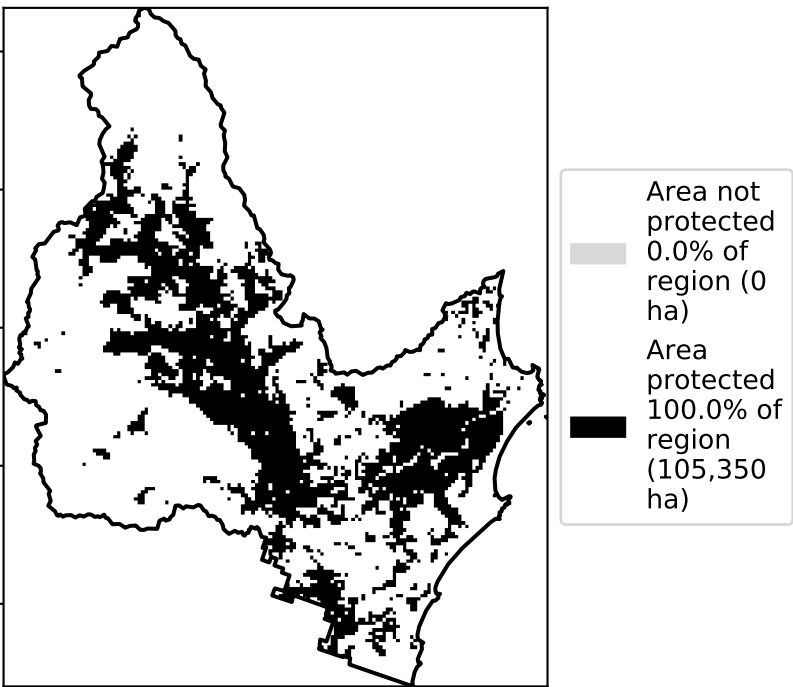 Area not
protected
0.0% of
region (0
ha)
Area
protected
100.0% of
region
(105,350
ha)